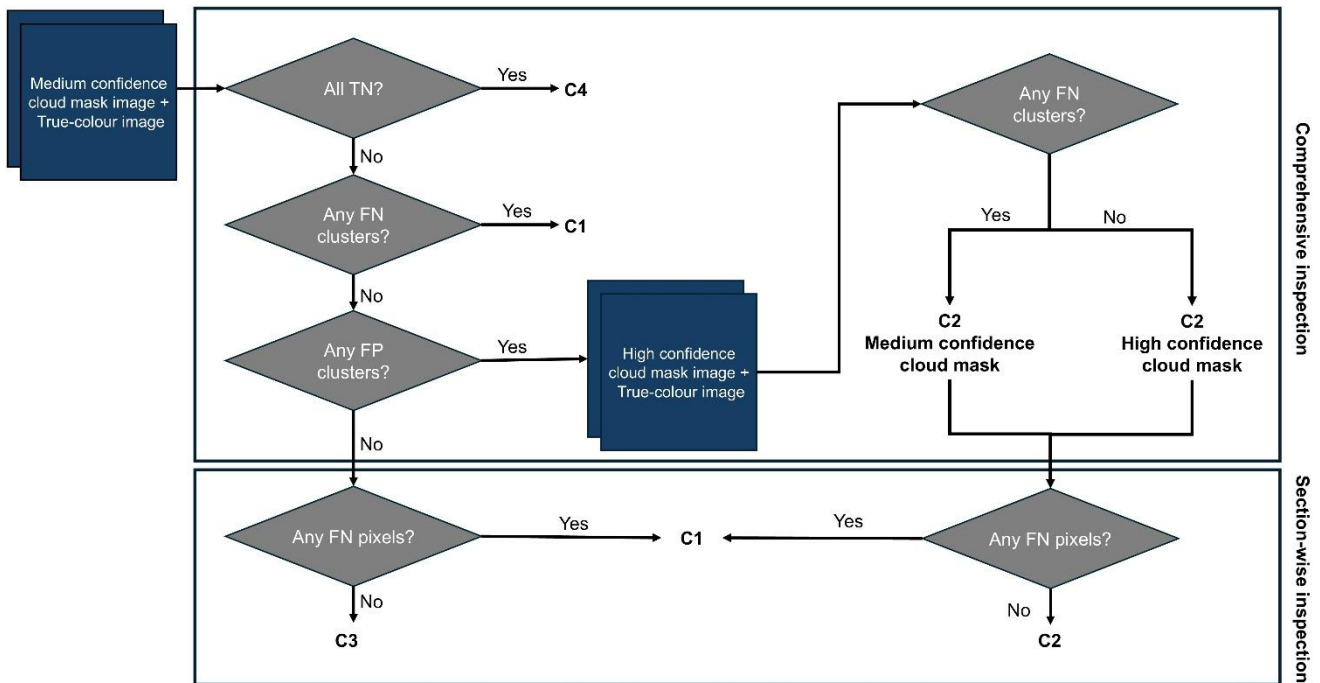 Medium confidence
cloud mask image +
True-colour image
All TN?
Yes
C4
No
Any FN
clusters?
Yes
C1
No
Any FP
clusters?
Yes
No
High confidence
cloud mask image +
True-colour image
Any FN
clusters?
Yes
No
C2
Medium confidence
cloud mask
C2
High confidence
cloud mask
Comprehensive inspection
Any FN pixels?
Yes
C1
Yes
Any FN pixels?
No
C3
No
C2
Section-wise inspection